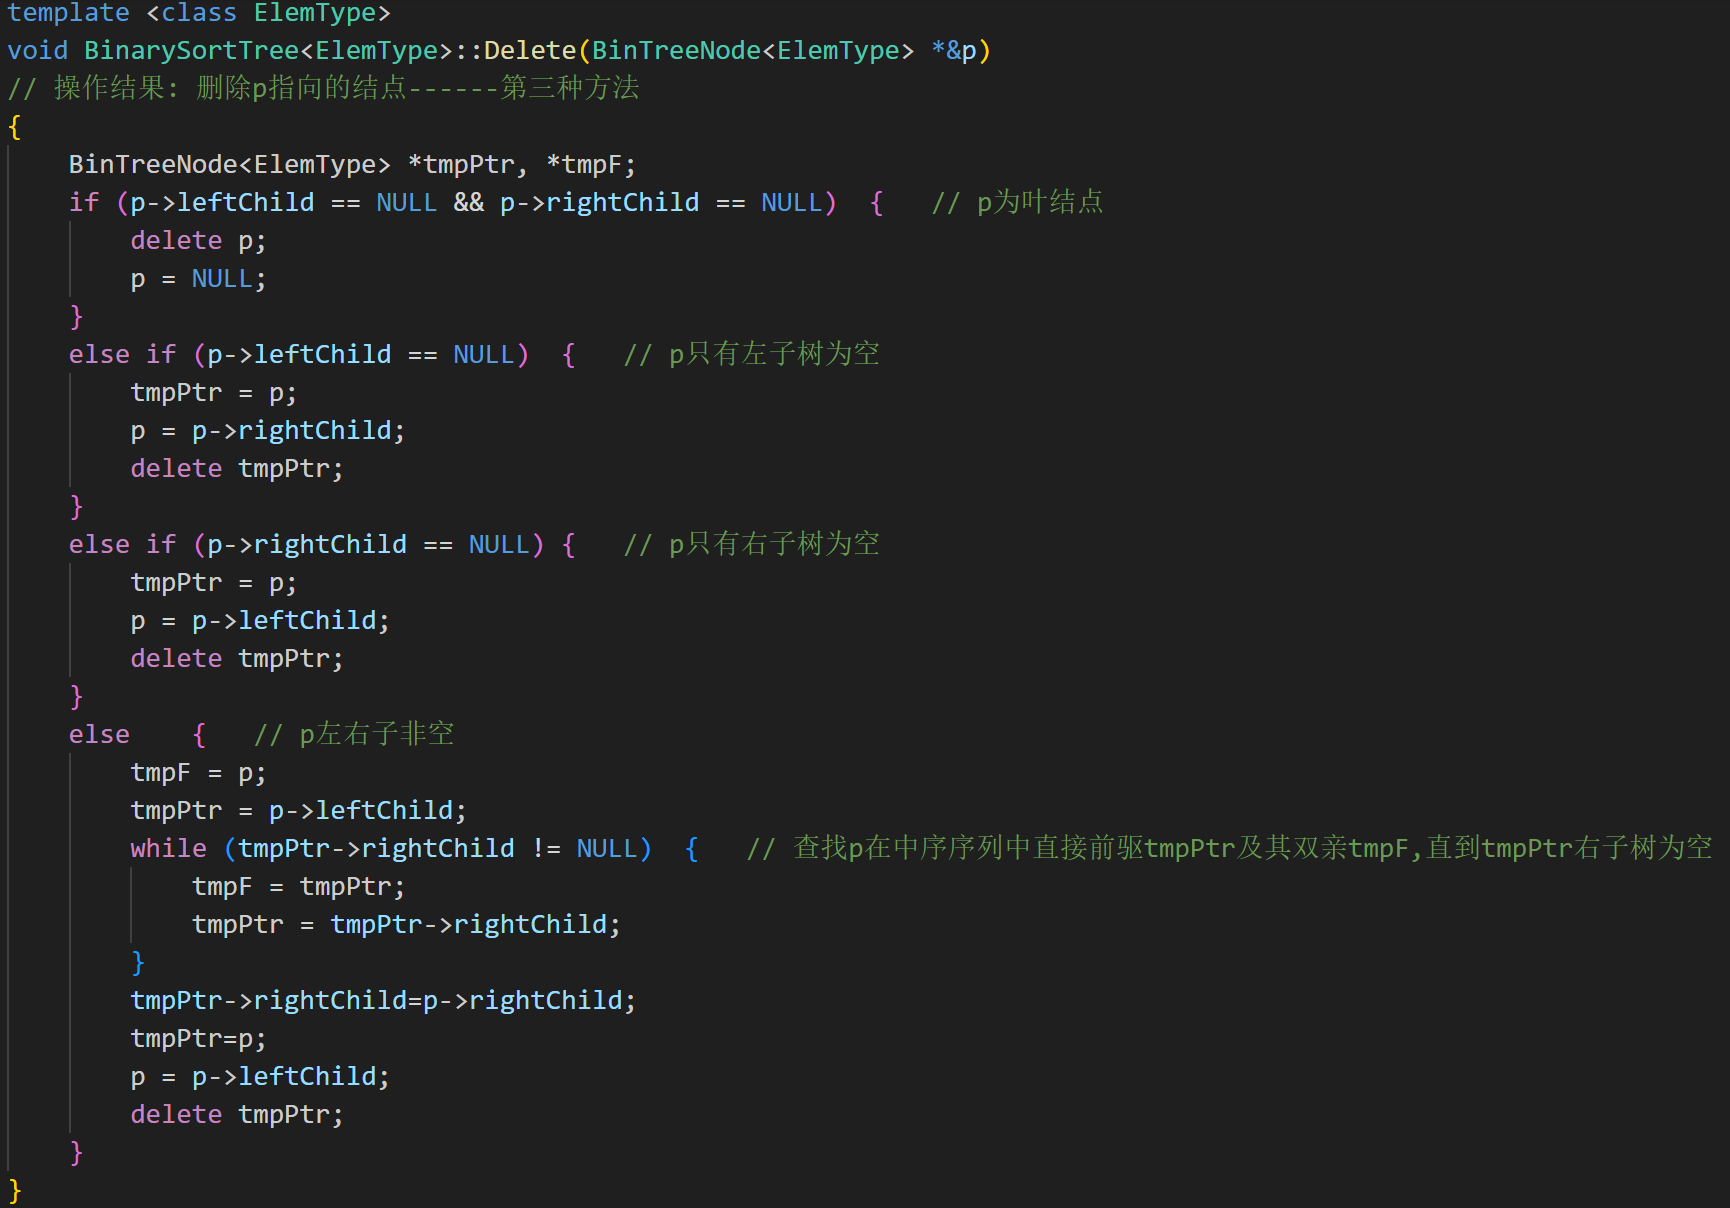 template <class ElemType>
void BinarySortTree<ElemType>::Delete(BinTreeNode<ElemType> *&p)
// 操作结果: 删除p指向的结点------第三种方法
{
    BinTreeNode<ElemType> *tmpPtr, *tmpF;
    if (p->leftChild == NULL && p->rightChild == NULL)  {   // p为叶结点
        delete p;
        p = NULL;
    }
    else if (p->leftChild == NULL)  {   // p只有左子树为空
        tmpPtr = p;
        p = p->rightChild;
        delete tmpPtr;
    }
    else if (p->rightChild == NULL) {   // p只有右子树为空
        tmpPtr = p;
        p = p->leftChild;
        delete tmpPtr;
    }
    else    {   // p左右子非空
        tmpF = p;
        tmpPtr = p->leftChild;
        while (tmpPtr->rightChild != NULL)  {   // 查找p在中序序列中直接前驱tmpPtr及其双亲tmpF,直到tmpPtr右子树为空
            tmpF = tmpPtr;
            tmpPtr = tmpPtr->rightChild;
        }
        tmpPtr->rightChild=p->rightChild;
        tmpPtr=p;
        p = p->leftChild;
        delete tmpPtr;
    }
}